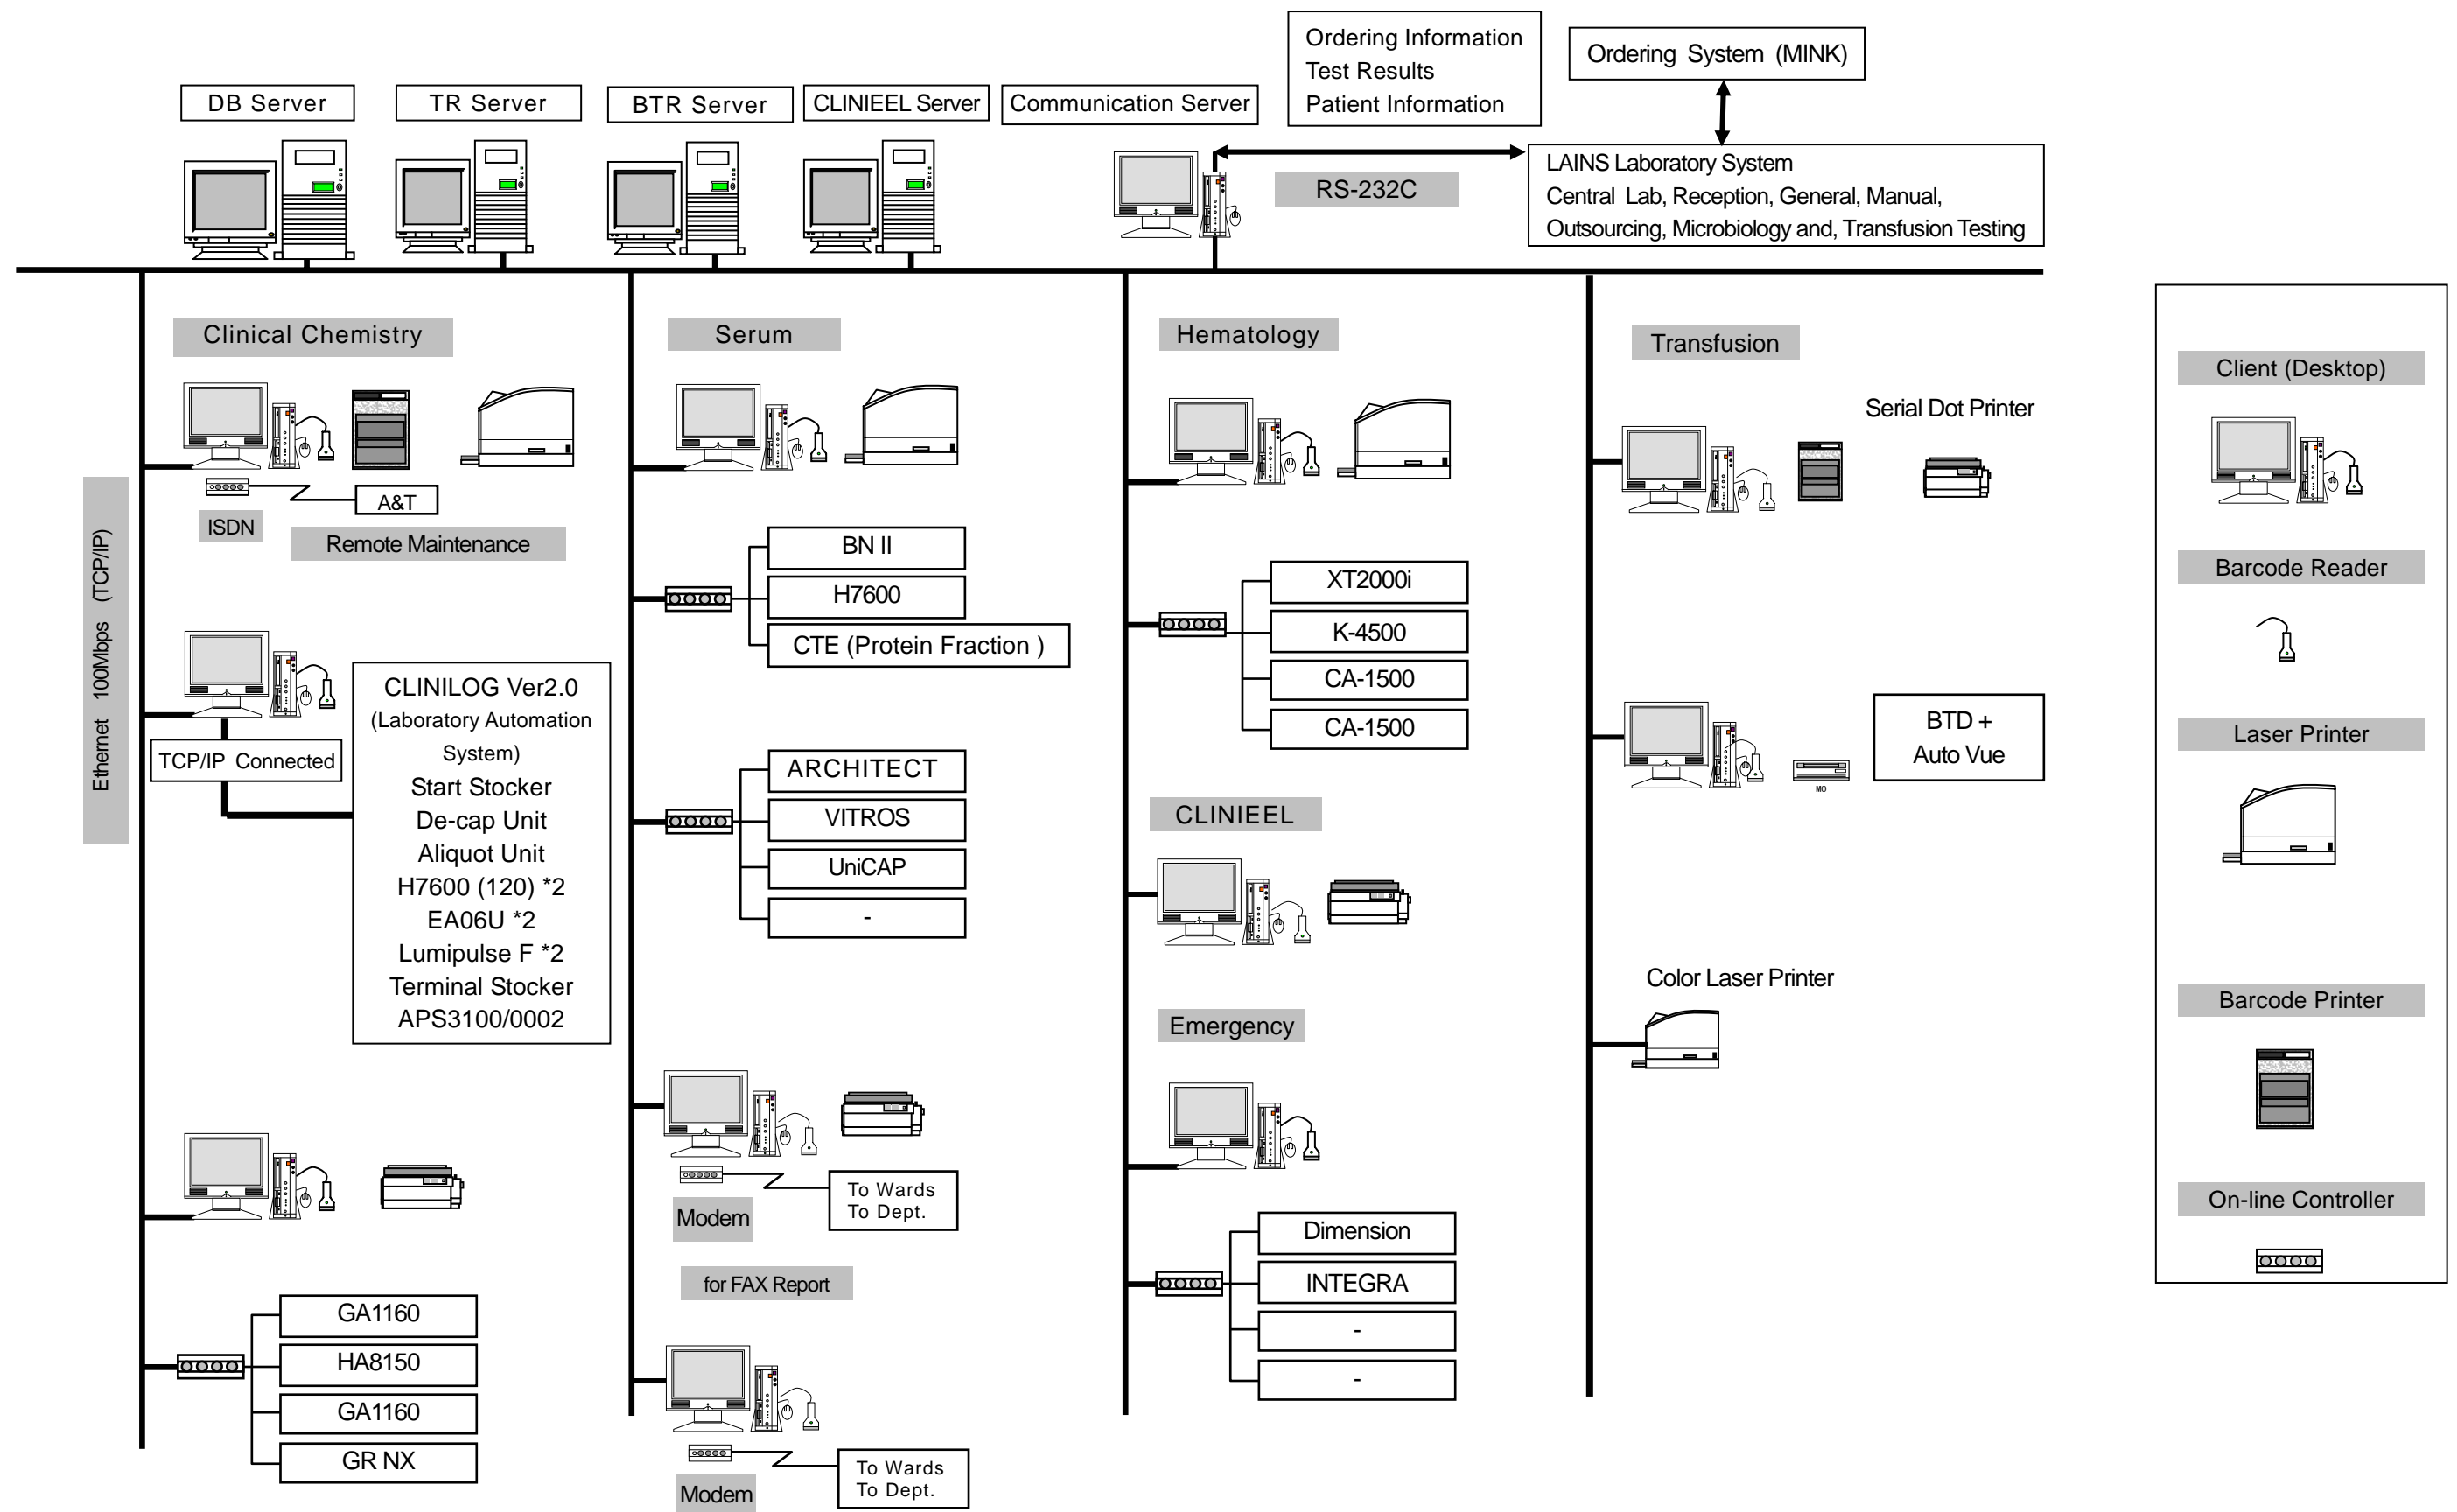 Ordering Information
Test Results
Patient Information
Ordering System (MINK)
DB Server
TR Server
BTR Server
CLINIEEL Server
Communication Server
RS-232C
LAINS Laboratory System
Central Lab, Reception, General, Manual,
Outsourcing, Microbiology and, Transfusion Testing
Ethernet 100Mbps (TCP/IP)
Clinical Chemistry
A&T
ISDN
Remote Maintenance
TCP/IP Connected
CLINILOG Ver2.0
(Laboratory Automation
System)
Start Stocker
De-cap Unit
Aliquot Unit
H7600 (120) *2
EA06U *2
Lumipulse F *2
Terminal Stocker
APS3100/0002
GA1160
HA8150
GA1160
GR NX
Serum
BN II
H7600
CTE (Protein Fraction )
ARCHITECT
VITROS
UniCAP
-
To Wards
To Dept.
Modem
for FAX Report
To Wards
To Dept.
Modem
Hematology
XT2000i
K-4500
CA-1500
CA-1500
CLINIEEL
Emergency
Dimension
INTEGRA
-
-
Transfusion
Serial Dot Printer
MO
BTD +
Auto Vue
Color Laser Printer
Client (Desktop)
Barcode Reader
Laser Printer
Barcode Printer
On-line Controller